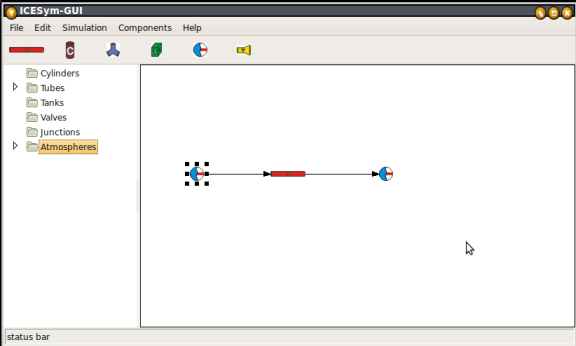 ICESym-GUI
File Edit Simulation Components Help
C
Cylinders
Tubes
Tanks
Valves
Junctions
Atmospheres
status bar